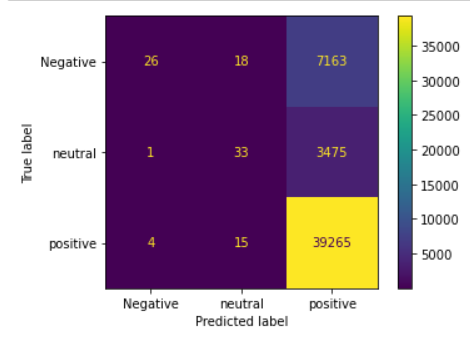 Negative 26 18 7163
neutral 1 33 3475
positive 4 15 39265
Negative neutral positive
Predicted label
True label
35000
30000
25000
20000
15000
10000
5000